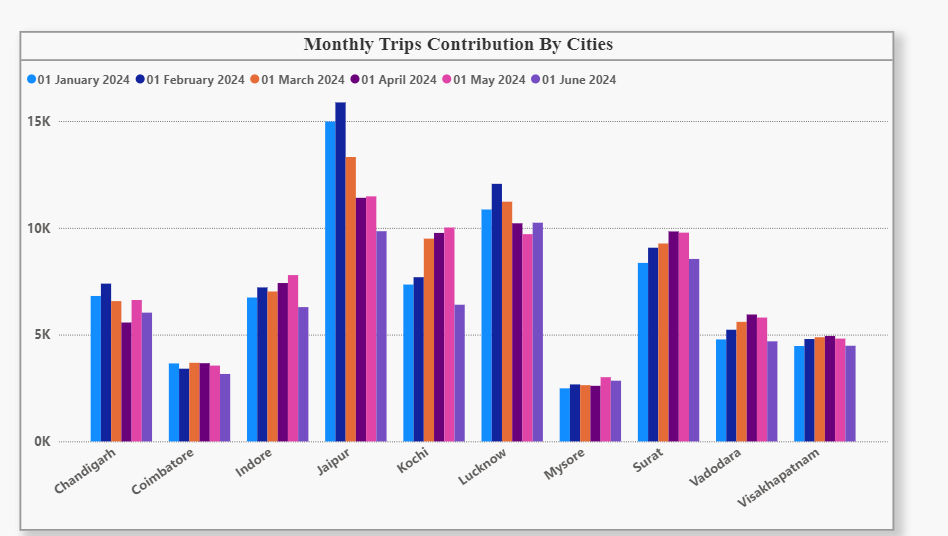 Monthly Trips Contribution By Cities
01 January 2024 01 February 2024 01 March 2024 01 April 2024 01 May 2024 01 June 2024
15K
10K
5K
0K
Chandigarh Coimbatore Indore Jaipur Kochi Lucknow Mysore Surat Vadodara Visakhapatnam